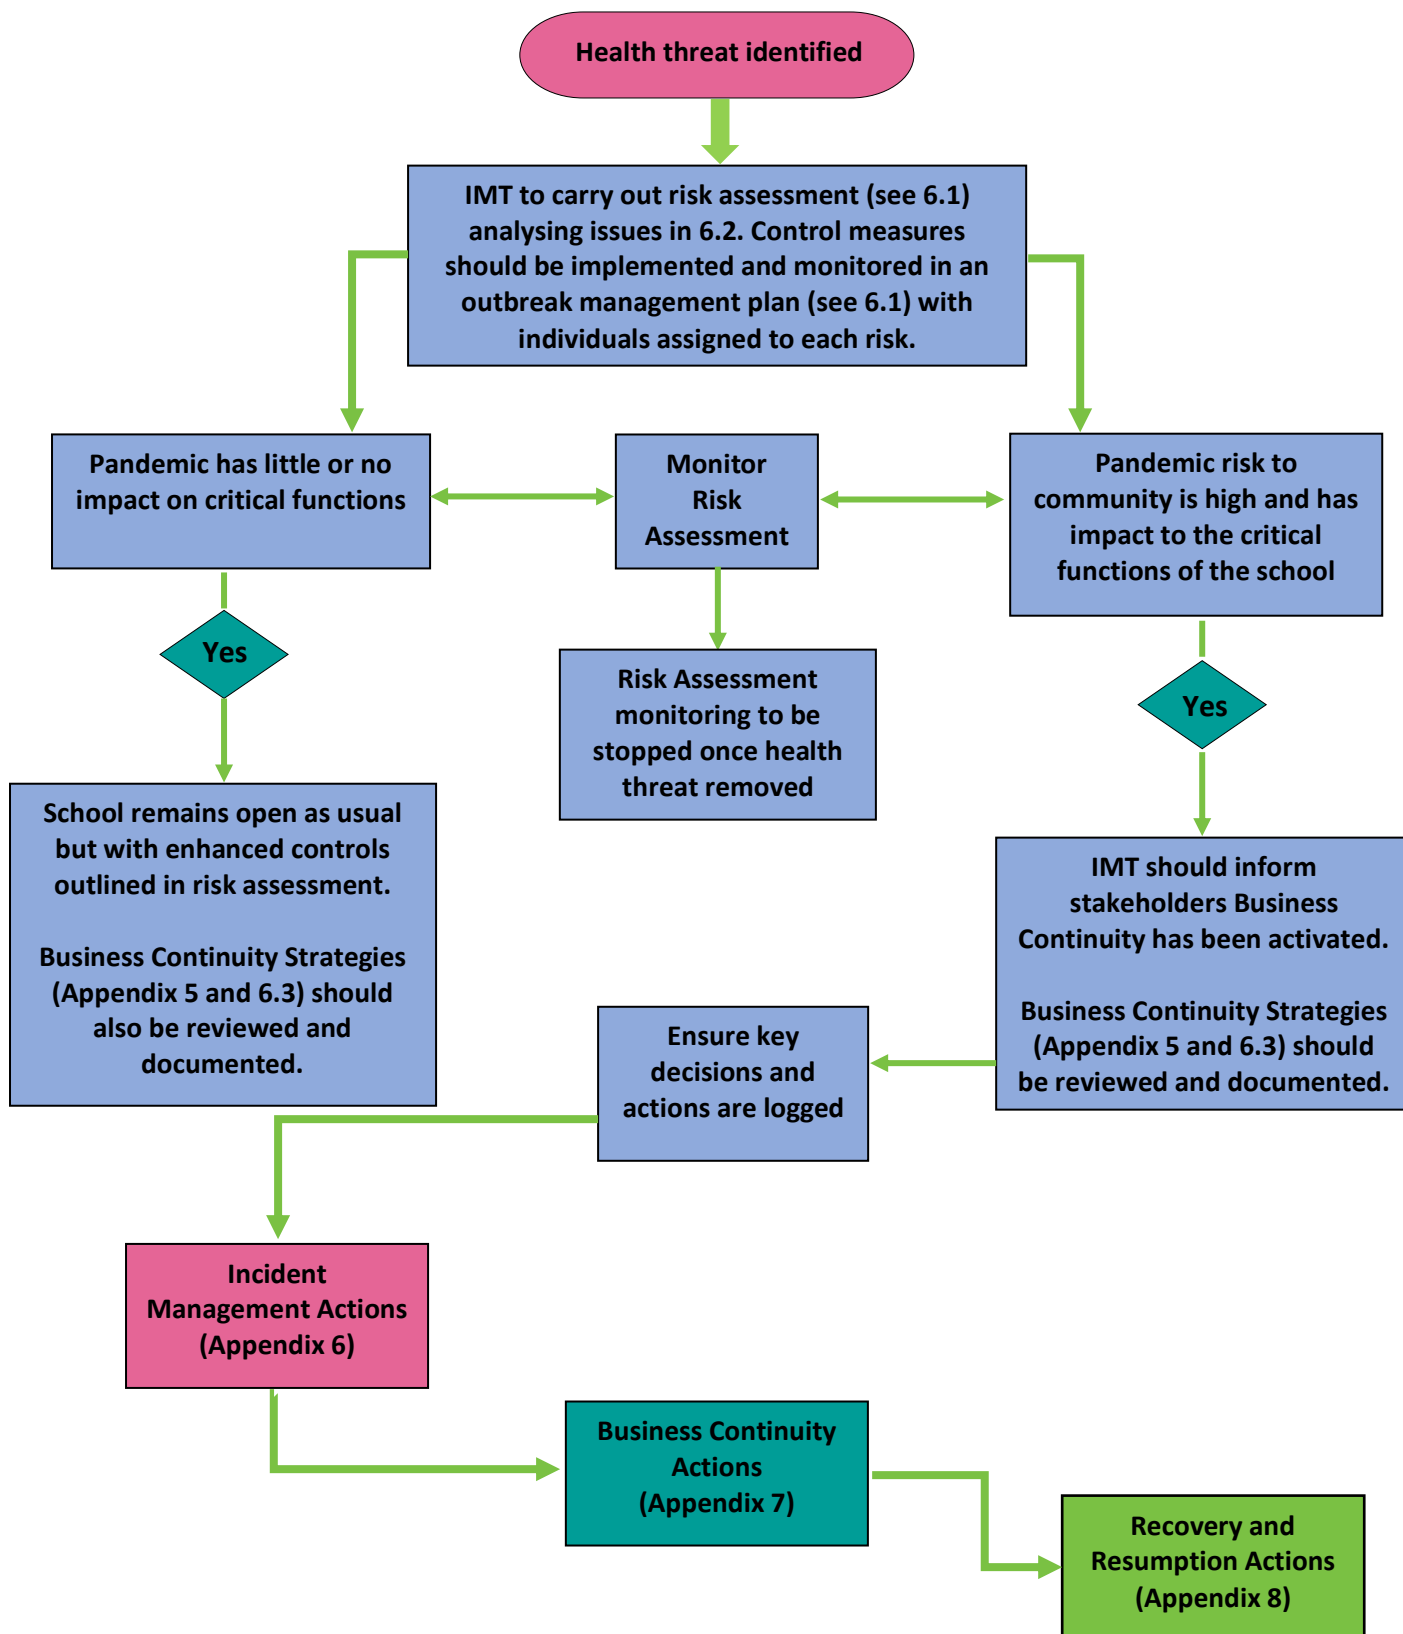 Health threat identified
IMT to carry out risk assessment (see 6.1)
analysing issues in 6.2. Control measures
should be implemented and monitored in an
outbreak management plan (see 6.1) with
individuals assigned to each risk.
Pandemic has little or no
impact on critical functions
Monitor
Risk
Assessment
Pandemic risk to
community is high and has
impact to the critical
functions of the school
Yes
Risk Assessment
monitoring to be
stopped once health
threat removed
Yes
School remains open as usual
but with enhanced controls
outlined in risk assessment.
Business Continuity Strategies
(Appendix 5 and 6.3) should
also be reviewed and
documented.
IMT should inform
stakeholders Business
Continuity has been activated.
Business Continuity Strategies
(Appendix 5 and 6.3) should
be reviewed and documented.
Ensure key
decisions and
actions are logged
Incident
Management Actions
(Appendix 6)
Business Continuity
Actions
(Appendix 7)
Recovery and
Resumption Actions
(Appendix 8)